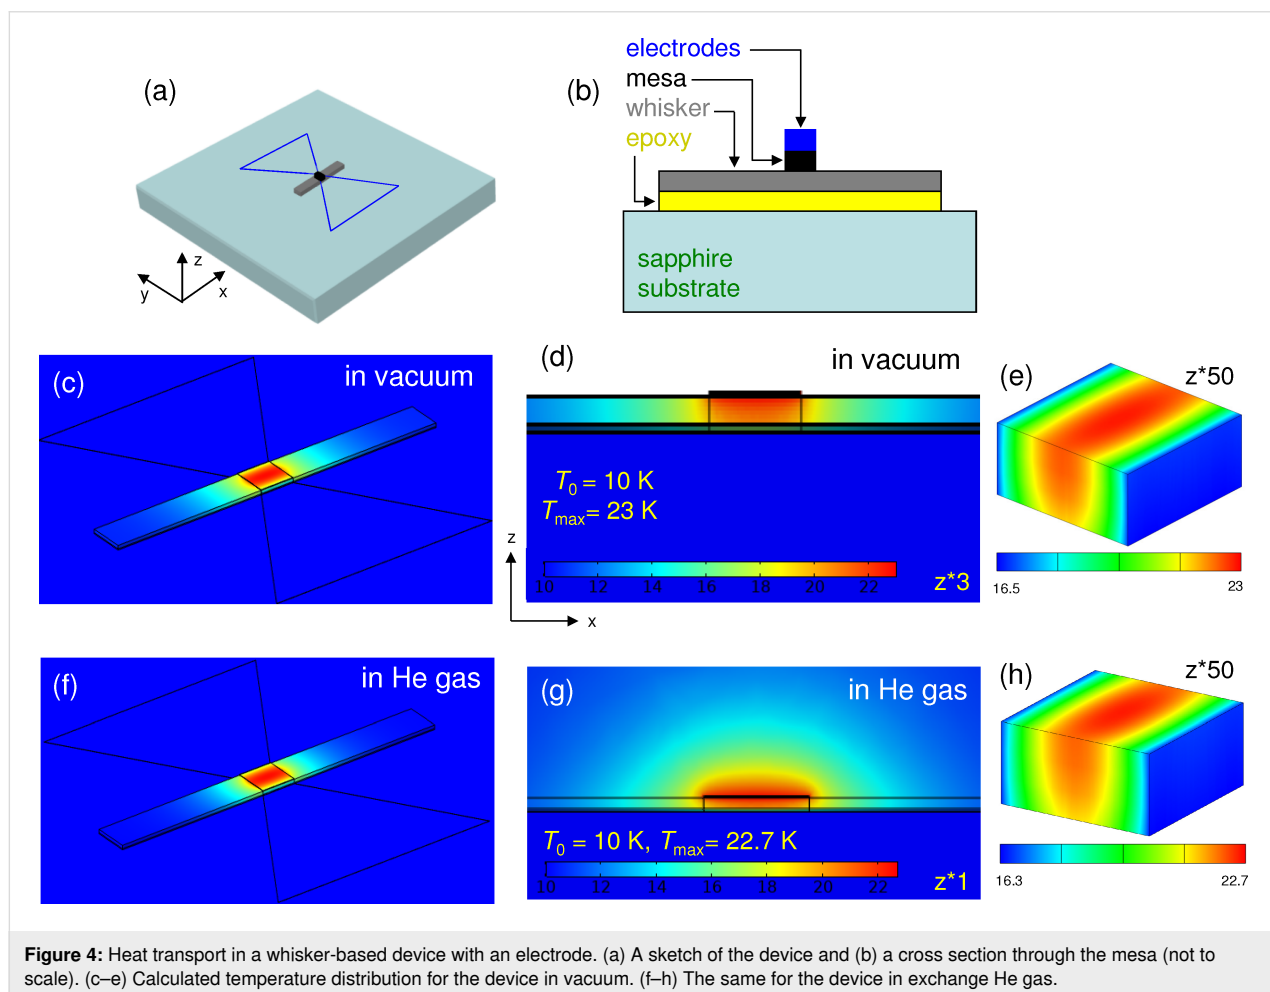 (a)
z
y
x
(b)
electrodes
mesa
whisker
epoxy
sapphire
substrate
(c)
in vacuum
(d)
in vacuum
T0 = 10 K
Tmax= 23 K
10 12 14 16 18 20 22
z*3
z
x
(e)
z*50
16.5 23
(f)
in He gas
(g)
in He gas
T0 = 10 K, Tmax= 22.7 K
10 12 14 16 18 20 22
z*1
(h)
z*50
16.3 22.7
Figure 4: Heat transport in a whisker-based device with an electrode. (a) A sketch of the device and (b) a cross section through the mesa (not to
scale). (c–e) Calculated temperature distribution for the device in vacuum. (f–h) The same for the device in exchange He gas.